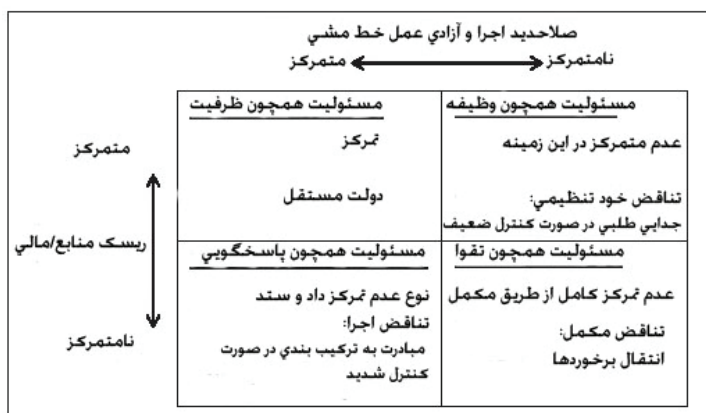 صلاحديد اجرا و آزادي عمل خط مشي
نامتمركز متمركز
مسئوليت همچون وظيفه
عدم متمركز در اين زمينه
تناقض خود تنظيمي:
جدايي طلبي در صورت كنترل ضعيف
مسئوليت همچون ظرفيت
تمركز
دولت مستقل
متمركز
ريسك منابع/مالي
نامتمركز
مسئوليت همچون تقوا
عدم تمركز كامل از طريق مكمل
تناقض مكمل:
انتقال برخوردها
مسئوليت همچون پاسخگويي
نوع عدم تمركز داد و ستد
تناقض اجرا:
مبادرت به تركيب بندي در صورت
كنترل شديد